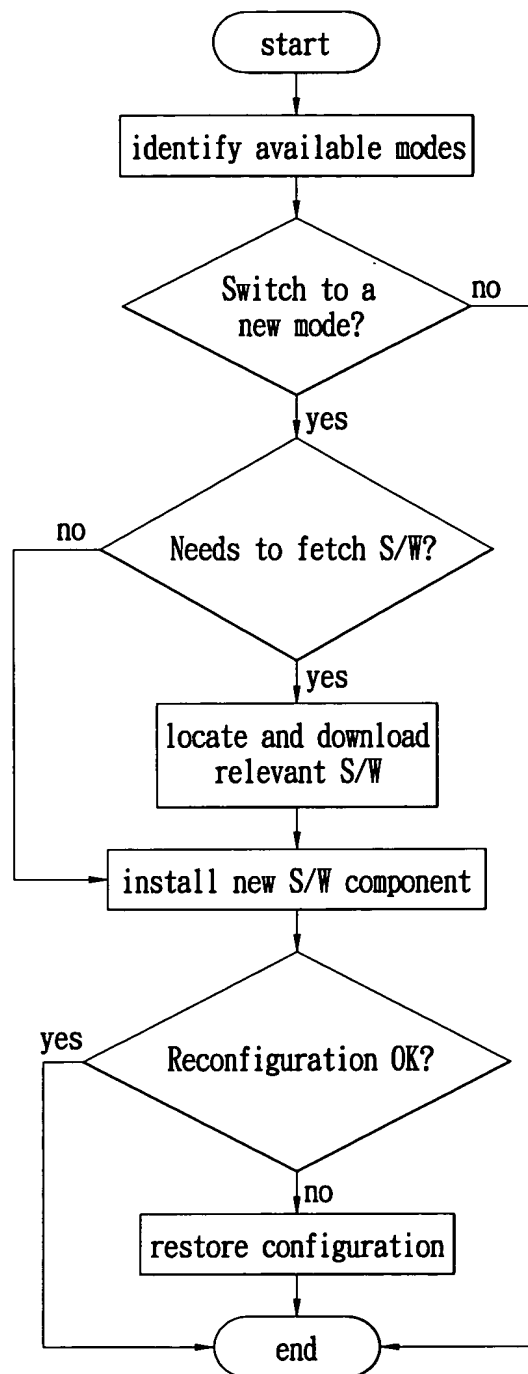 start
identify available modes
Switch to a
new mode?
no
yes
no
Needs to fetch S/W?
yes
locate and download
relevant S/W
install new S/W component
yes
Reconfiguration OK?
no
restore configuration
end